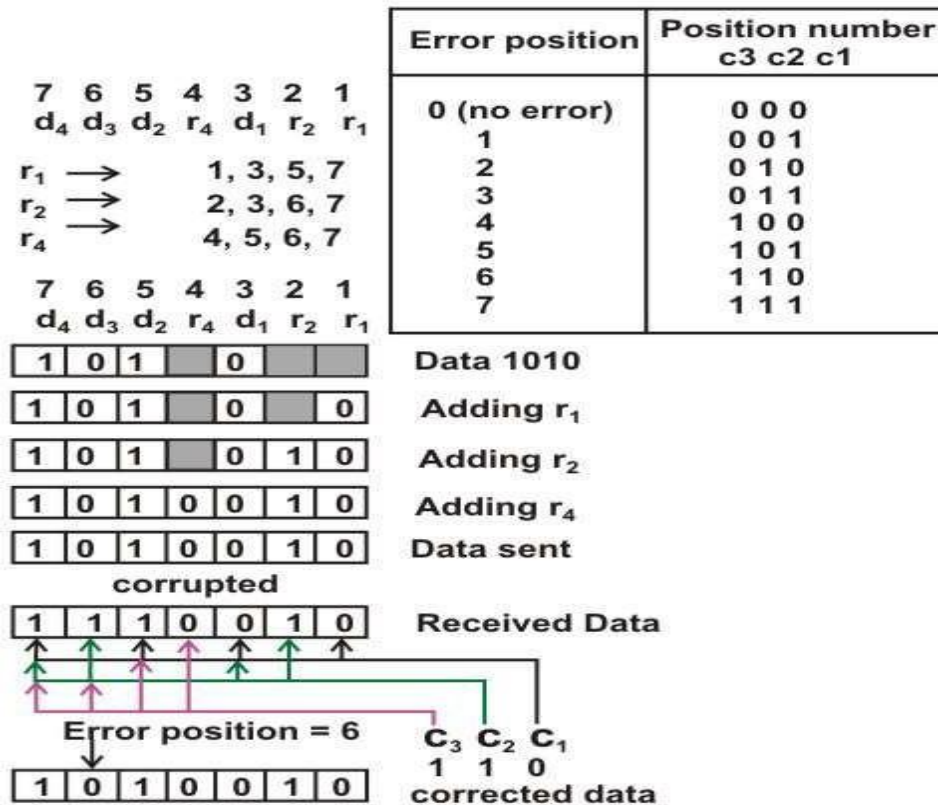 Error position Position number
c3 c2 c1
0 (no error) 0 0 0
1 0 0 1
2 0 1 0
3 0 1 1
4 1 0 0
5 1 0 1
6 1 1 0
7 1 1 1
7 6 5 4 3 2 1
d₄ d₃ d₂ r₄ d₁ r₂ r₁
r₁ → 1, 3, 5, 7
r₂ → 2, 3, 6, 7
r₄ → 4, 5, 6, 7
7 6 5 4 3 2 1
d₄ d₃ d₂ r₄ d₁ r₂ r₁
1 0 1 0 Data 1010
1 0 1 0 0 Adding r₁
1 0 1 0 1 0 Adding r₂
1 0 1 0 0 1 0 Adding r₄
1 0 1 0 0 1 0 Data sent
corrupted
1 1 1 0 0 1 0 Received Data
Error position = 6 C₃ C₂ C₁
1 1 0
1 0 1 0 0 1 0 corrected data